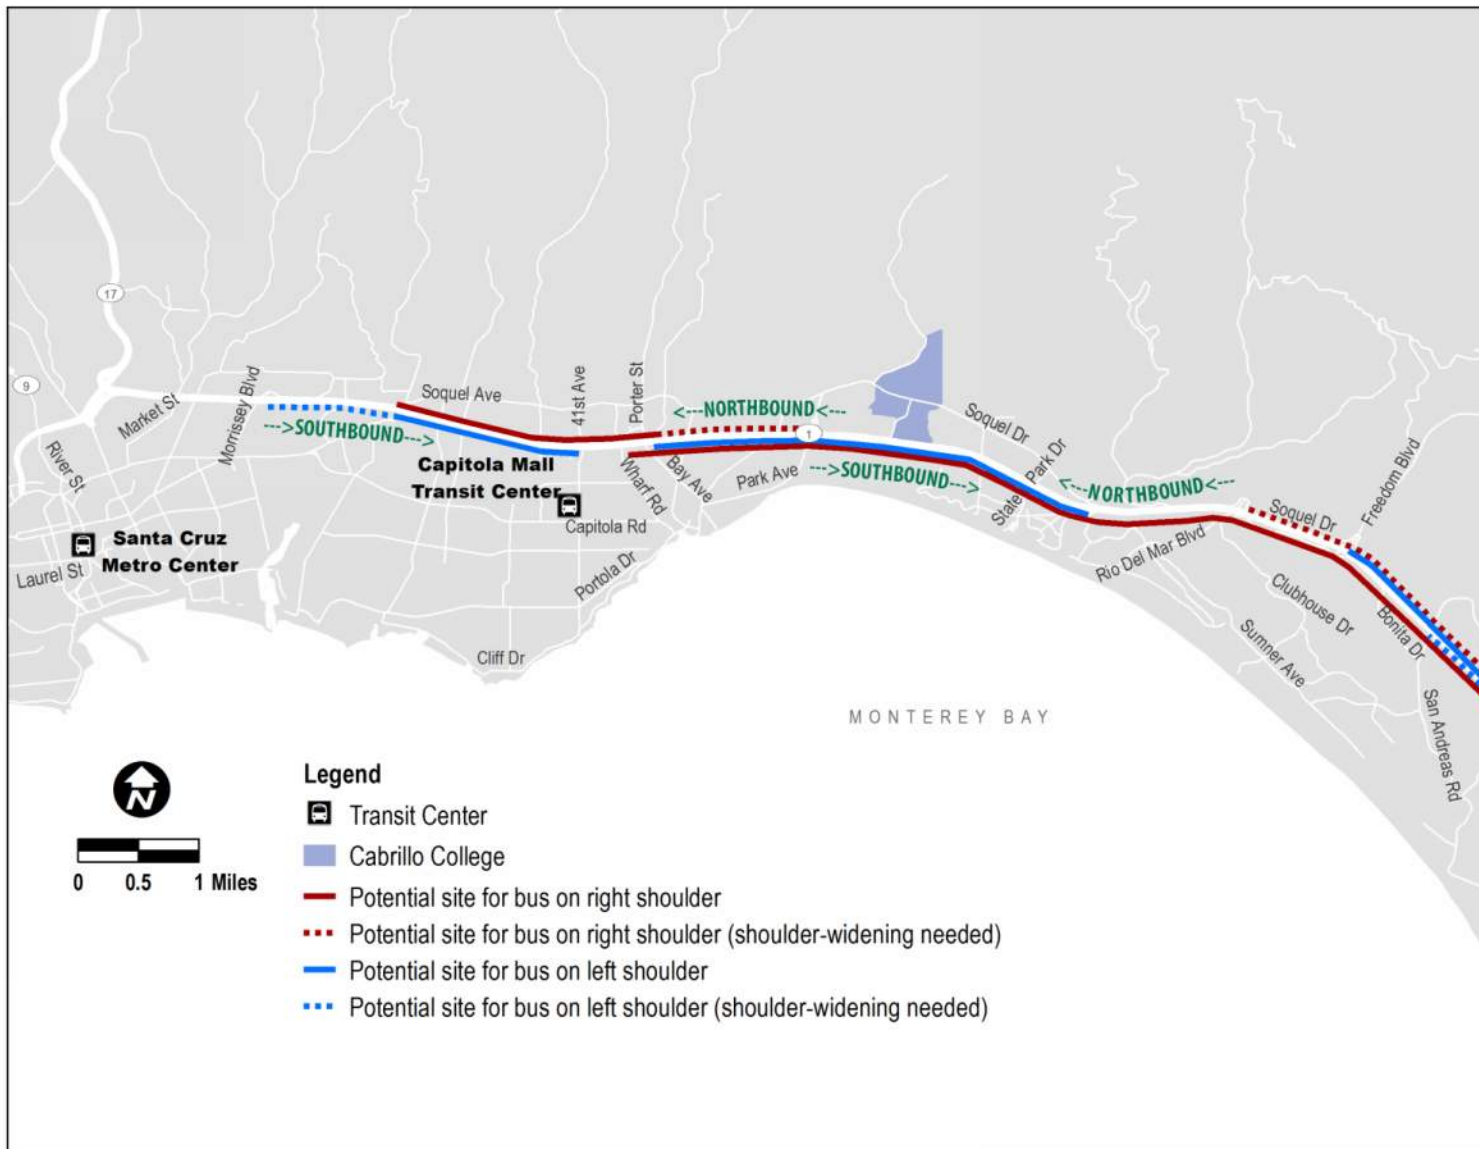 17
9
Market St
Morrissey Blvd
River St
Laurel St
Santa Cruz
Metro Center
Soquel Ave
--->SOUTHBOUND--->
Capitola Mall
Transit Center
41st Ave
Porter St
<---NORTHBOUND<---
1
Wharf Rd
Bay Ave
Park Ave
Capitola Rd
Portola Dr
Cliff Dr
--->SOUTHBOUND--->
Soquel Dr
State Park Dr
<---NORTHBOUND<---
Rio Del Mar Blvd
Soquel Dr
Freedom Blvd
Clubhouse Dr
Sumner Ave
Bonita Dr
San Andreas Rd
MONTEREY BAY
N
0 0.5 1 Miles
Legend
Transit Center
Cabrillo College
Potential site for bus on right shoulder
Potential site for bus on right shoulder (shoulder-widening needed)
Potential site for bus on left shoulder
Potential site for bus on left shoulder (shoulder-widening needed)